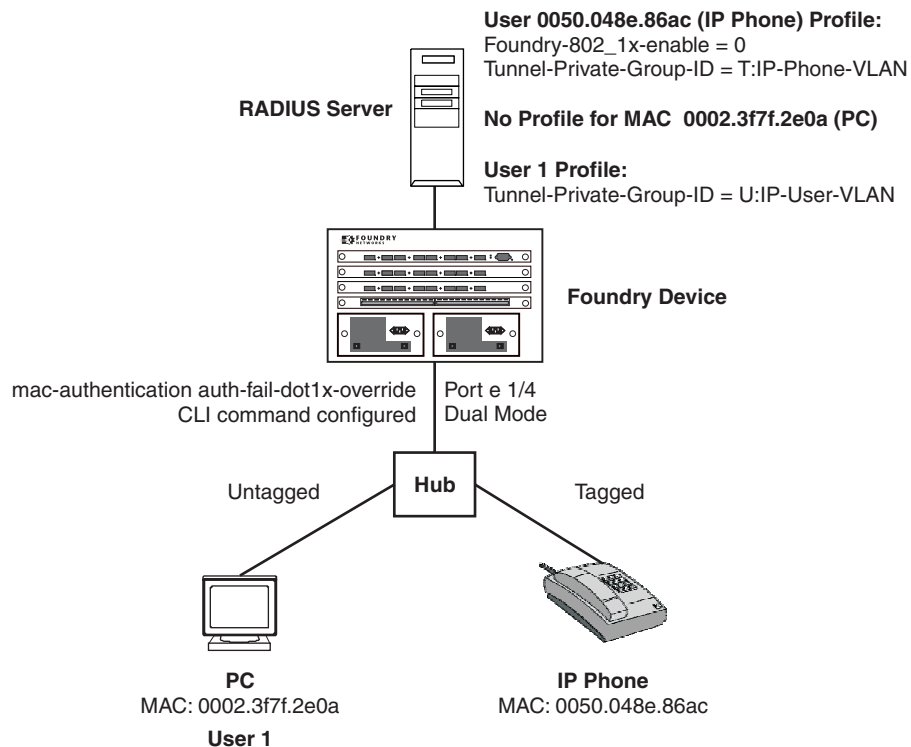 User 0050.048e.86ac (IP Phone) Profile:
Foundry-802_1x-enable = 0
Tunnel-Private-Group-ID = T:IP-Phone-VLAN
RADIUS Server
No Profile for MAC  0002.3f7f.2e0a (PC)
User 1 Profile:
Tunnel-Private-Group-ID = U:IP-User-VLAN
FOUNDRY
NETWORKS
Foundry Device
mac-authentication auth-fail-dot1x-override
CLI command configured
Port e 1/4
Dual Mode
Hub
Untagged
Tagged
PC
MAC: 0002.3f7f.2e0a
User 1
IP Phone
MAC: 0050.048e.86ac